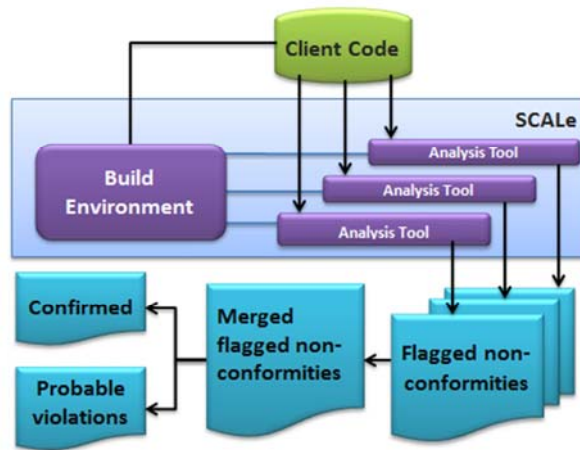 Client Code
SCALe
Analysis Tool
Build
Environment
Analysis Tool
Analysis Tool
Confirmed
Merged
flagged non-
conformities
Flagged non-
conformities
Probable
violations